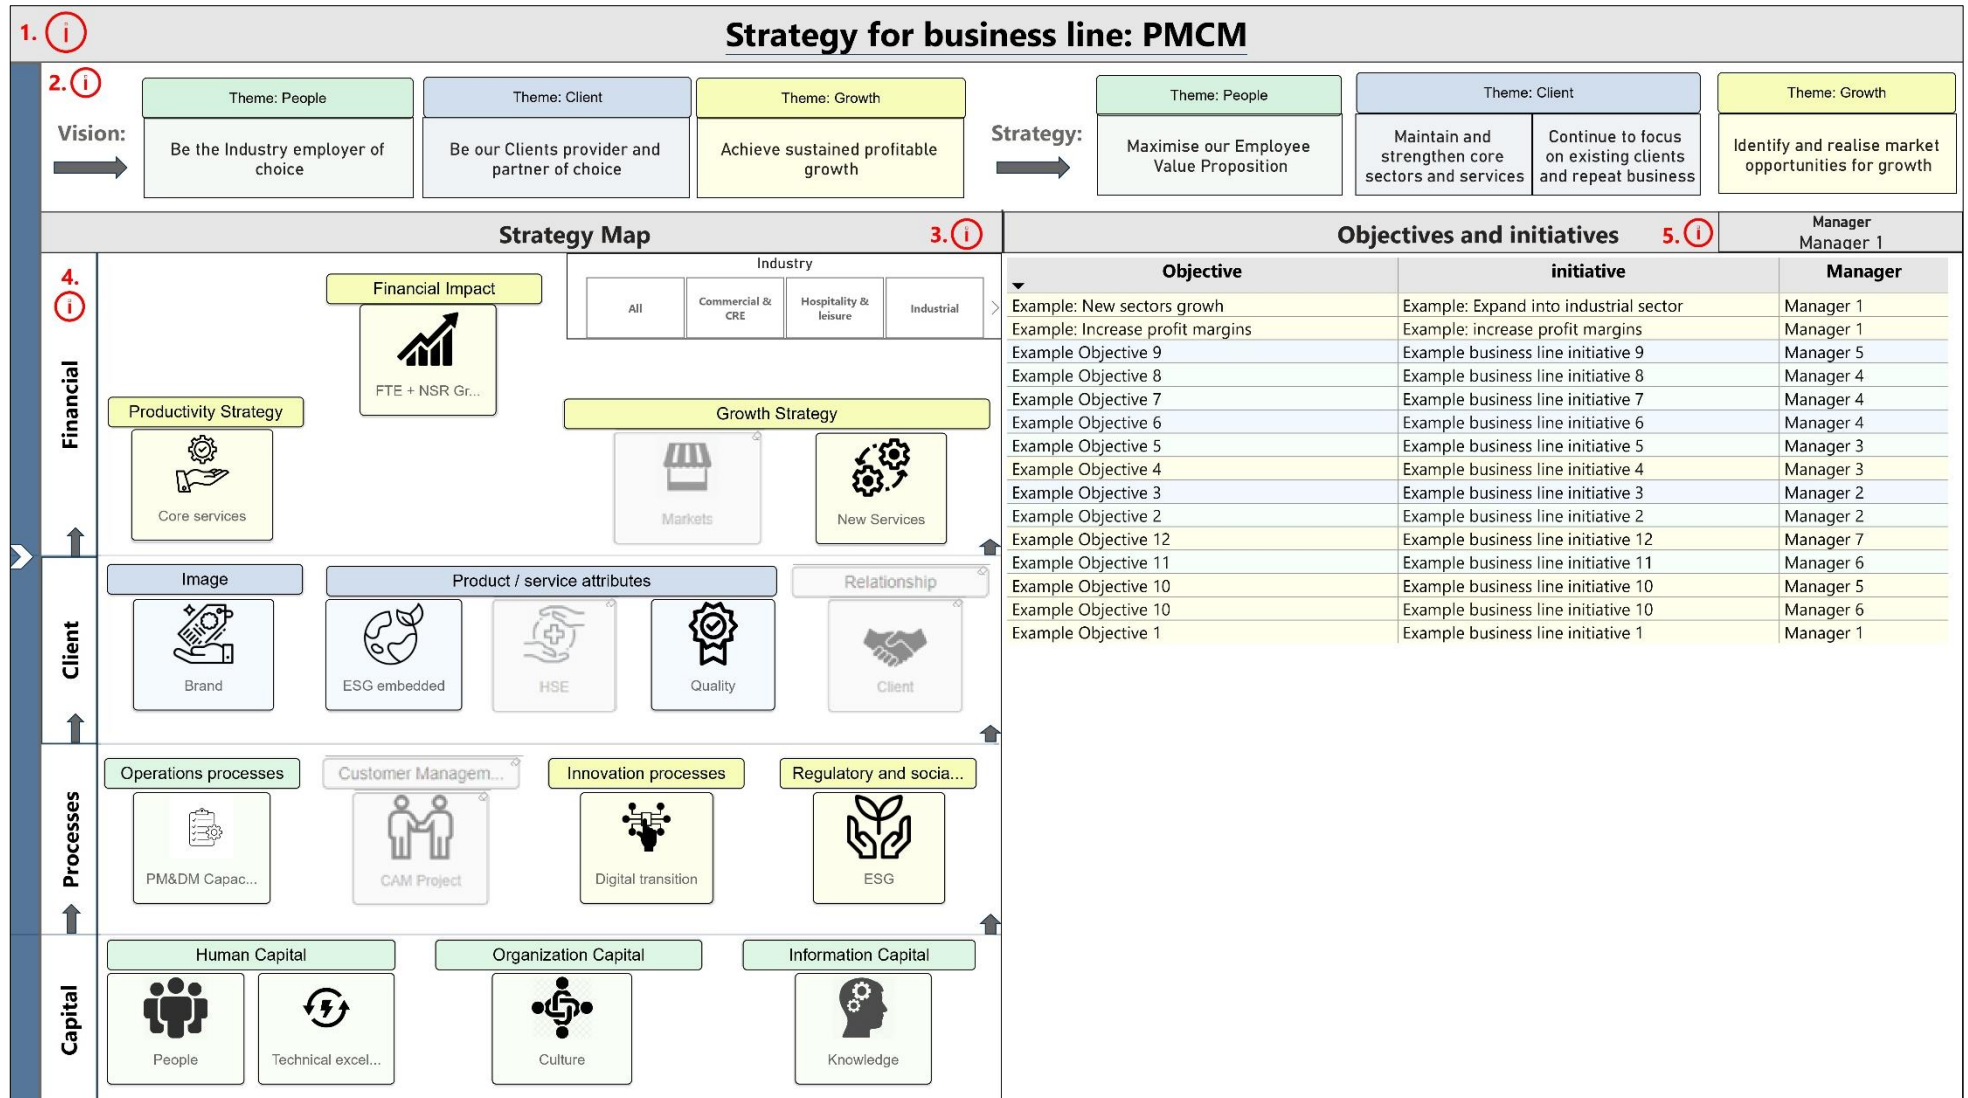 1. i
Strategy for business line: PMCM
2. i
Vision:
Theme: People
Be the Industry employer of
choice
Theme: Client
Be our Clients provider and
partner of choice
Theme: Growth
Achieve sustained profitable
growth
Strategy:
Theme: People
Maximise our Employee
Value Proposition
Theme: Client
Maintain and
strengthen core
sectors and services
Continue to focus
on existing clients
and repeat business
Theme: Growth
Identify and realise market
opportunities for growth
Strategy Map
3. i
4.
i
Financial
Financial Impact
FTE + NSR Gr...
Industry
All
Commercial &
CRE
Hospitality &
leisure
Industrial
Productivity Strategy
Core services
Growth Strategy
Markets
New Services
Client
Image
Brand
Product / service attributes
ESG embedded
HSE
Quality
Relationship
Client
Processes
Operations processes
PM&DM Capac...
Customer Managem...
CAM Project
Innovation processes
Digital transition
Regulatory and socia...
ESG
Capital
Human Capital
People
Technical excel...
Organization Capital
Culture
Information Capital
Knowledge
Objectives and initiatives
5. i
Manager
Manager 1
Objective initiative Manager
Example: New sectors growh Example: Expand into industrial sector Manager 1
Example: Increase profit margins Example: increase profit margins Manager 1
Example Objective 9 Example business line initiative 9 Manager 5
Example Objective 8 Example business line initiative 8 Manager 4
Example Objective 7 Example business line initiative 7 Manager 4
Example Objective 6 Example business line initiative 6 Manager 4
Example Objective 5 Example business line initiative 5 Manager 3
Example Objective 4 Example business line initiative 4 Manager 3
Example Objective 3 Example business line initiative 3 Manager 2
Example Objective 2 Example business line initiative 2 Manager 2
Example Objective 12 Example business line initiative 12 Manager 7
Example Objective 11 Example business line initiative 11 Manager 6
Example Objective 10 Example business line initiative 10 Manager 5
Example Objective 10 Example business line initiative 10 Manager 6
Example Objective 1 Example business line initiative 1 Manager 1